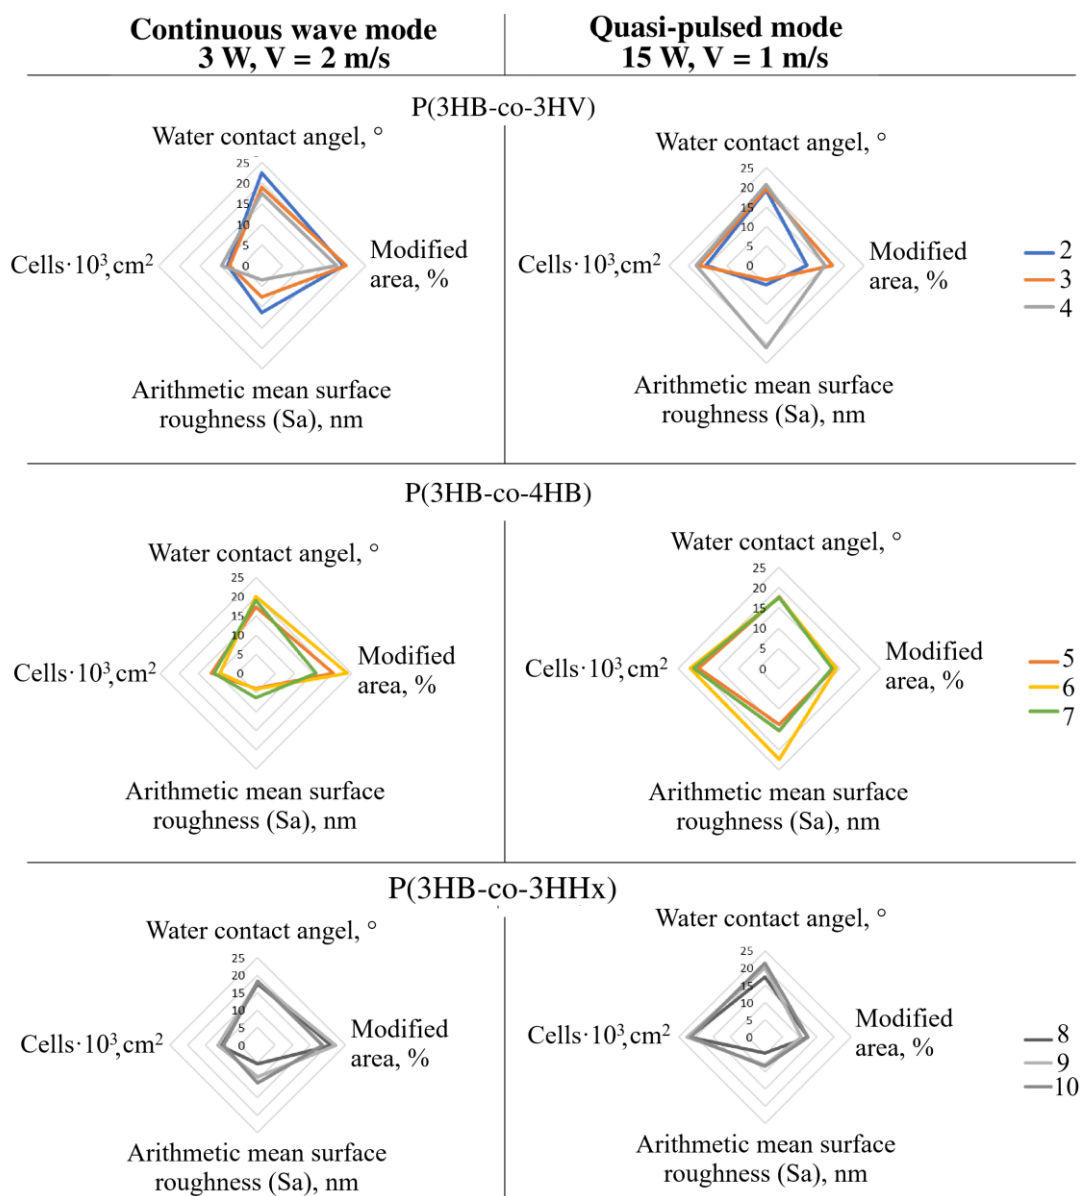 Continuous wave mode
3 W, V = 2 m/s
Quasi-pulsed mode
15 W, V = 1 m/s
P(3HB-co-3HV)
Water contact angel, °
25
20
15
10
5
0
Cells·10³,cm²
Modified
area, %
Arithmetic mean surface
roughness (Sa), nm
Water contact angel, °
25
20
15
10
5
0
Cells·10³,cm²
Modified
area, %
Arithmetic mean surface
roughness (Sa), nm
2
3
4
P(3HB-co-4HB)
Water contact angel, °
25
20
15
10
5
0
Cells·10³,cm²
Modified
area, %
Arithmetic mean surface
roughness (Sa), nm
Water contact angel, °
25
20
15
10
5
0
Cells·10³,cm²
Modified
area, %
Arithmetic mean surface
roughness (Sa), nm
5
6
7
P(3HB-co-3HHx)
Water contact angel, °
25
20
15
10
5
0
Cells·10³,cm²
Modified
area, %
Arithmetic mean surface
roughness (Sa), nm
Water contact angel, °
25
20
15
10
5
0
Cells·10³,cm²
Modified
area, %
Arithmetic mean surface
roughness (Sa), nm
8
9
10